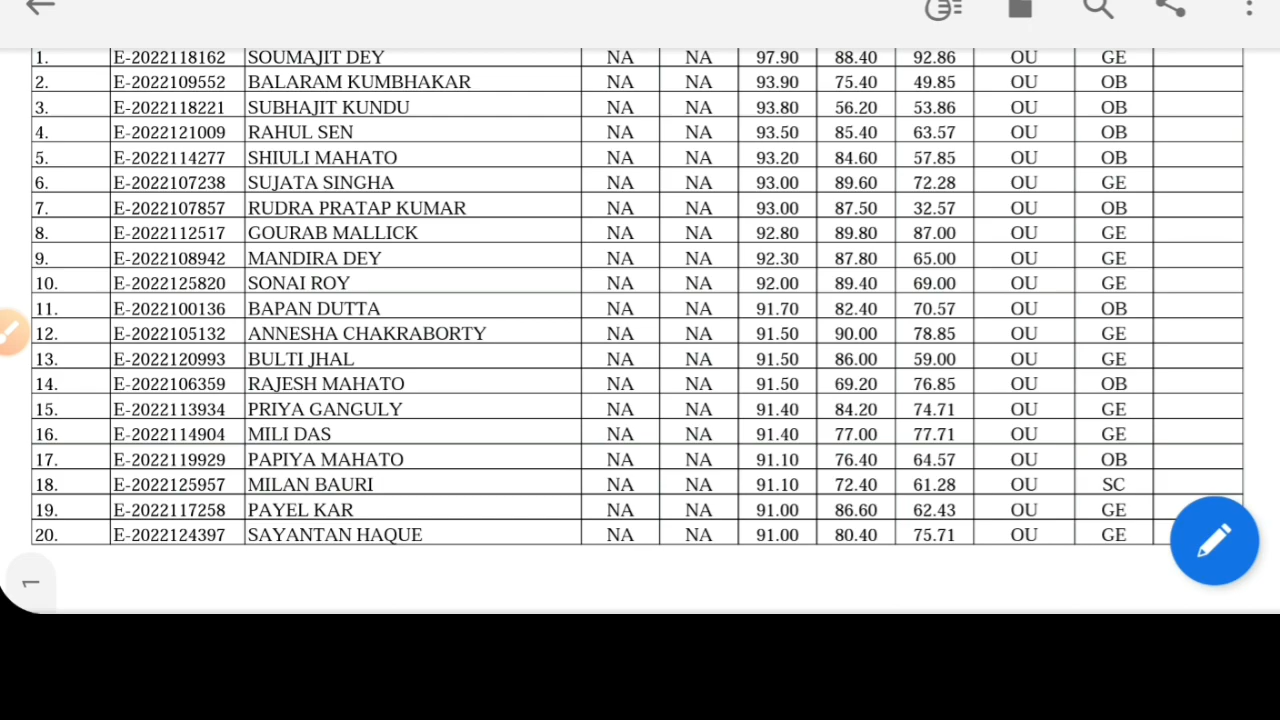 1. E-2022118162 SOUMAJIT DEY NA NA 97.90 88.40 92.86 OU GE
2. E-2022109552 BALARAM KUMBHAKAR NA NA 93.90 75.40 49.85 OU OB
3. E-2022118221 SUBHAJIT KUNDU NA NA 93.80 56.20 53.86 OU OB
4. E-2022121009 RAHUL SEN NA NA 93.50 85.40 63.57 OU OB
5. E-2022114277 SHIULI MAHATO NA NA 93.20 84.60 57.85 OU OB
6. E-2022107238 SUJATA SINGHA NA NA 93.00 89.60 72.28 OU GE
7. E-2022107857 RUDRA PRATAP KUMAR NA NA 93.00 87.50 32.57 OU OB
8. E-2022112517 GOURAB MALLICK NA NA 92.80 89.80 87.00 OU GE
9. E-2022108942 MANDIRA DEY NA NA 92.30 87.80 65.00 OU GE
10. E-2022125820 SONAI ROY NA NA 92.00 89.40 69.00 OU GE
11. E-2022100136 BAPAN DUTTA NA NA 91.70 82.40 70.57 OU OB
12. E-2022105132 ANNESHA CHAKRABORTY NA NA 91.50 90.00 78.85 OU GE
13. E-2022120993 BULTI JHAL NA NA 91.50 86.00 59.00 OU GE
14. E-2022106359 RAJESH MAHATO NA NA 91.50 69.20 76.85 OU OB
15. E-2022113934 PRIYA GANGULY NA NA 91.40 84.20 74.71 OU GE
16. E-2022114904 MILI DAS NA NA 91.40 77.00 77.71 OU GE
17. E-2022119929 PAPIYA MAHATO NA NA 91.10 76.40 64.57 OU OB
18. E-2022125957 MILAN BAURI NA NA 91.10 72.40 61.28 OU SC
19. E-2022117258 PAYEL KAR NA NA 91.00 86.60 62.43 OU GE
20. E-2022124397 SAYANTAN HAQUE NA NA 91.00 80.40 75.71 OU GE
1